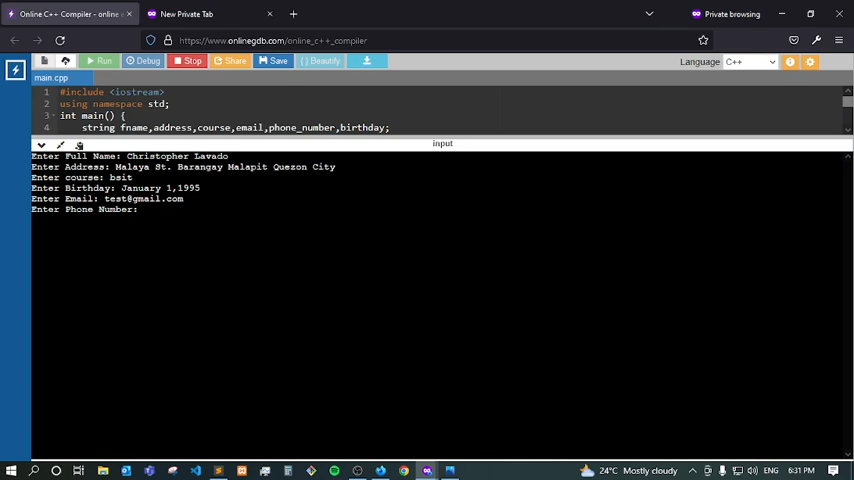 Online C++ Compiler - online e
New Private Tab
Private browsing
https://www.onlinegdb.com/online_c++_compiler
Run Debug Stop Share Save { } Beautify
Language C++
main.cpp
1 #include <iostream>
2 using namespace std;
3 int main() {
4 string fname,address,course,email,phone_number,birthday;
input
Enter Full Name: Christopher Lavado
Enter Address: Malaya St. Barangay Malapit Quezon City
Enter course: bsit
Enter Birthday: January 1,1995
Enter Email: test@gmail.com
Enter Phone Number:
24°C Mostly cloudy ENG 6:31 PM